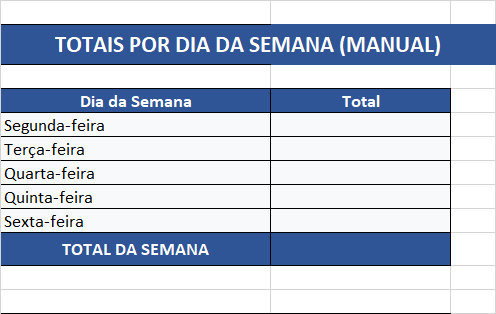 TOTAIS POR DIA DA SEMANA (MANUAL)
Dia da Semana Total
Segunda-feira
Terça-feira
Quarta-feira
Quinta-feira
Sexta-feira
TOTAL DA SEMANA